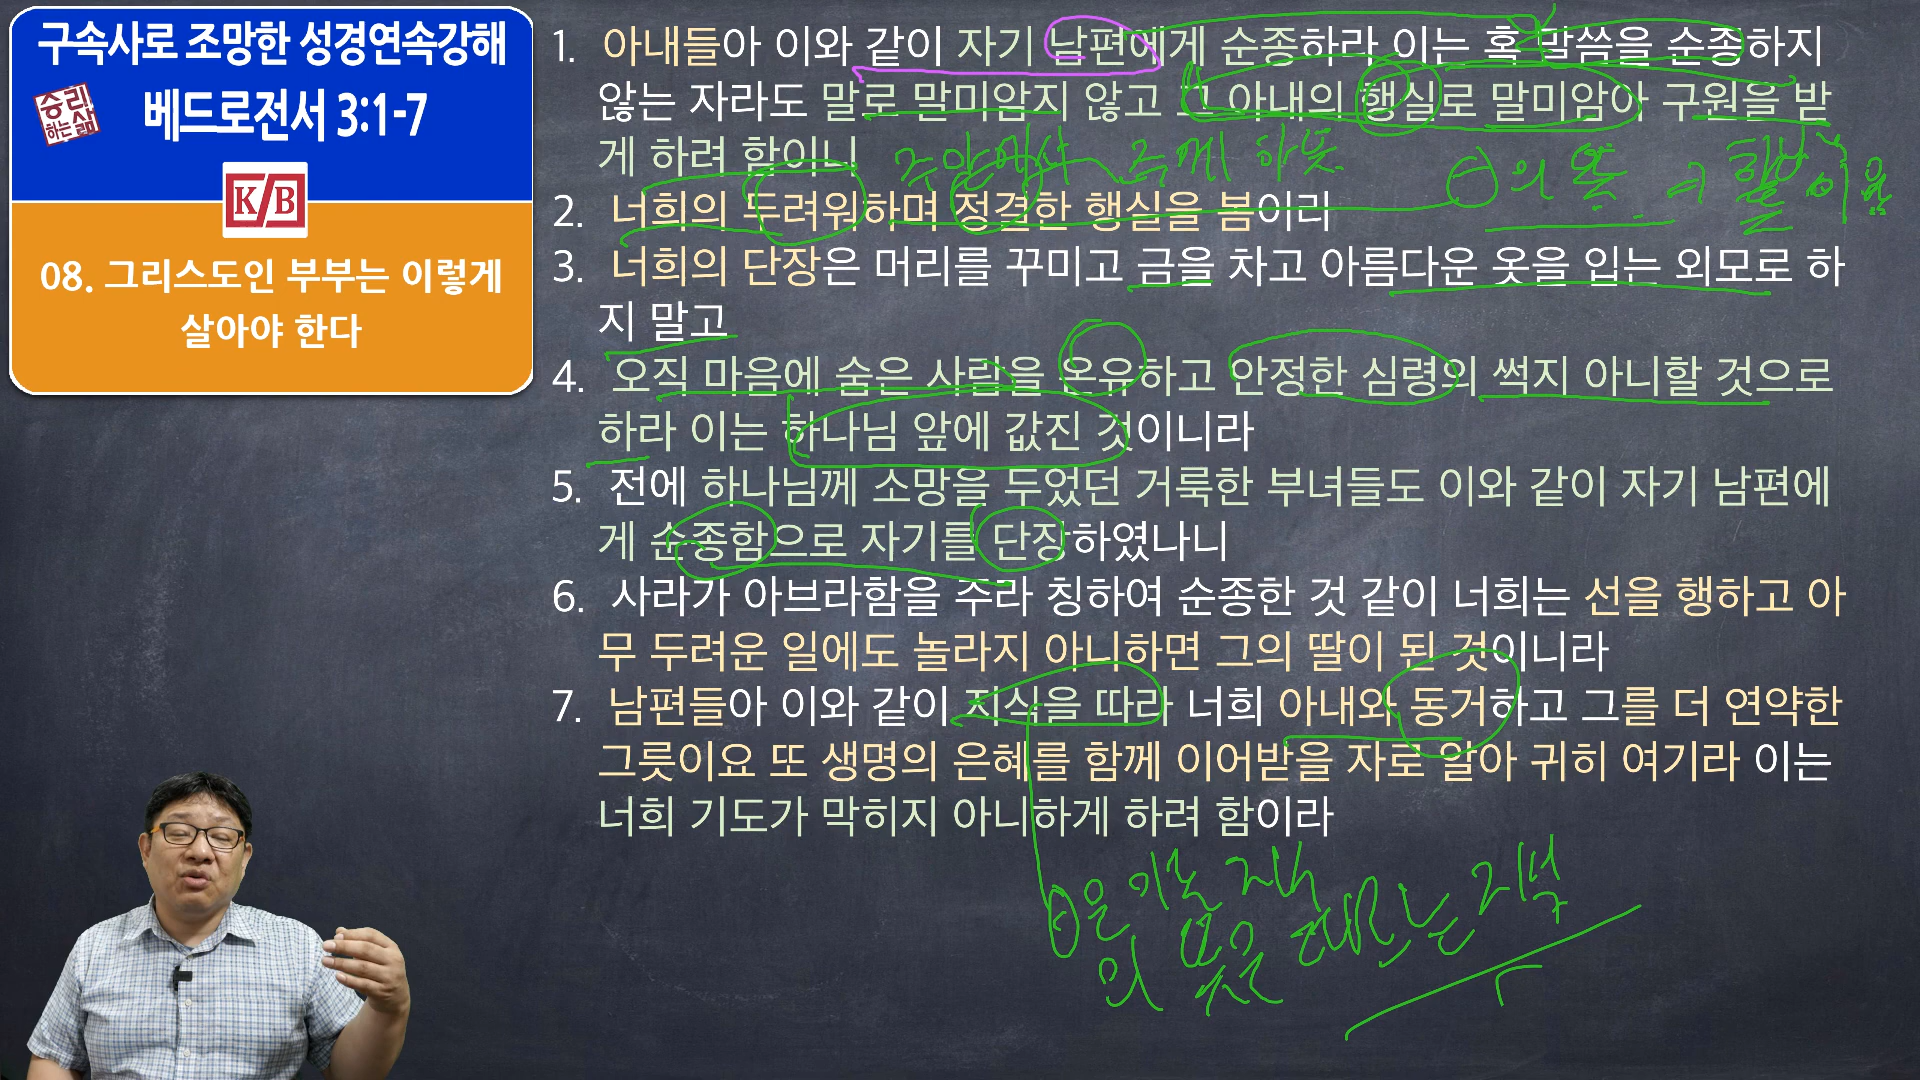 구속사로 조망한 성경연속강해
승리
하는 삶
베드로전서 3:1-7
K/B
08. 그리스도인 부부는 이렇게
살아야 한다
1. 아내들아 이와 같이 자기 남편에게 순종하라 이는 혹 말씀을 순종하지
않는 자라도 말로 말미암지 않고 그 아내의 행실로 말미암아 구원을 받
게 하려 함이니
주 안에서 주께 하듯
2. 너희의 두려워하며 정결한 행실을 봄이라
3. 너희의 단장은 머리를 꾸미고 금을 차고 아름다운 옷을 입는 외모로 하
지 말고
4. 오직 마음에 숨은 사람을 온유하고 안정한 심령의 썩지 아니할 것으로
하라 이는 하나님 앞에 값진 것이니라
5. 전에 하나님께 소망을 두었던 거룩한 부녀들도 이와 같이 자기 남편에
게 순종함으로 자기를 단장하였나니
6. 사라가 아브라함을 주라 칭하여 순종한 것 같이 너희는 선을 행하고 아
무 두려운 일에도 놀라지 아니하면 그의 딸이 된 것이니라
7. 남편들아 이와 같이 지식을 따라 너희 아내와 동거하고 그를 더 연약한
그릇이요 또 생명의 은혜를 함께 이어받을 자로 알아 귀히 여기라 이는
너희 기도가 막히지 아니하게 하려 함이라